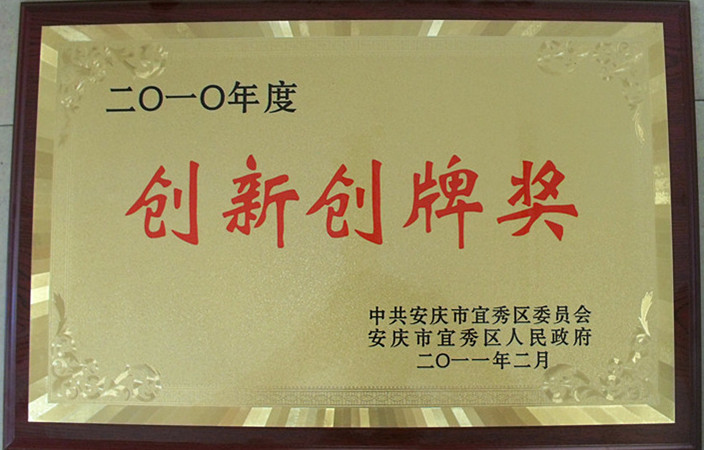 二〇一〇年度
创新创牌奖
中共安庆市宜秀区委员会
安庆市宜秀区人民政府
二〇一一年二月